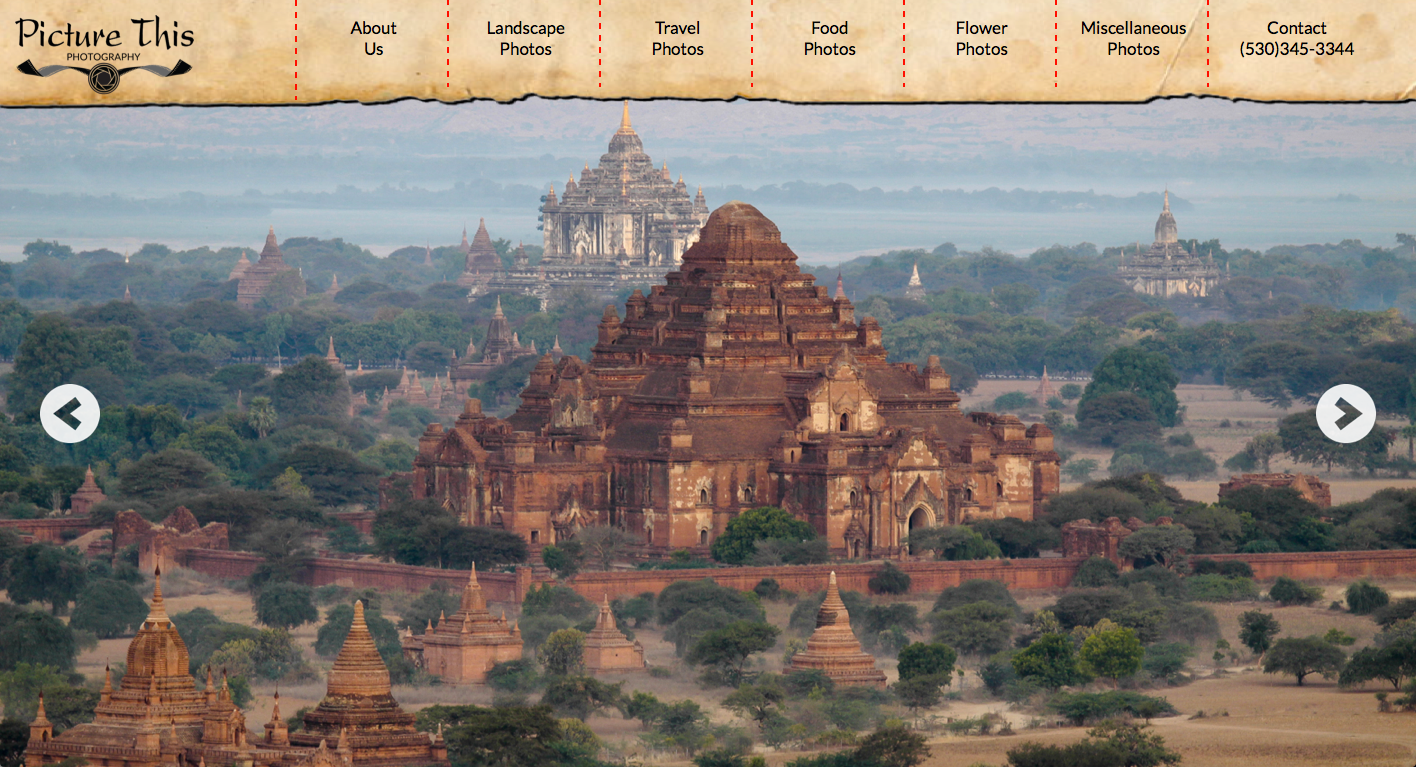 Picture This
PHOTOGRAPHY
About
Us
Landscape
Photos
Travel
Photos
Food
Photos
Flower
Photos
Miscellaneous
Photos
Contact
(530)345-3344